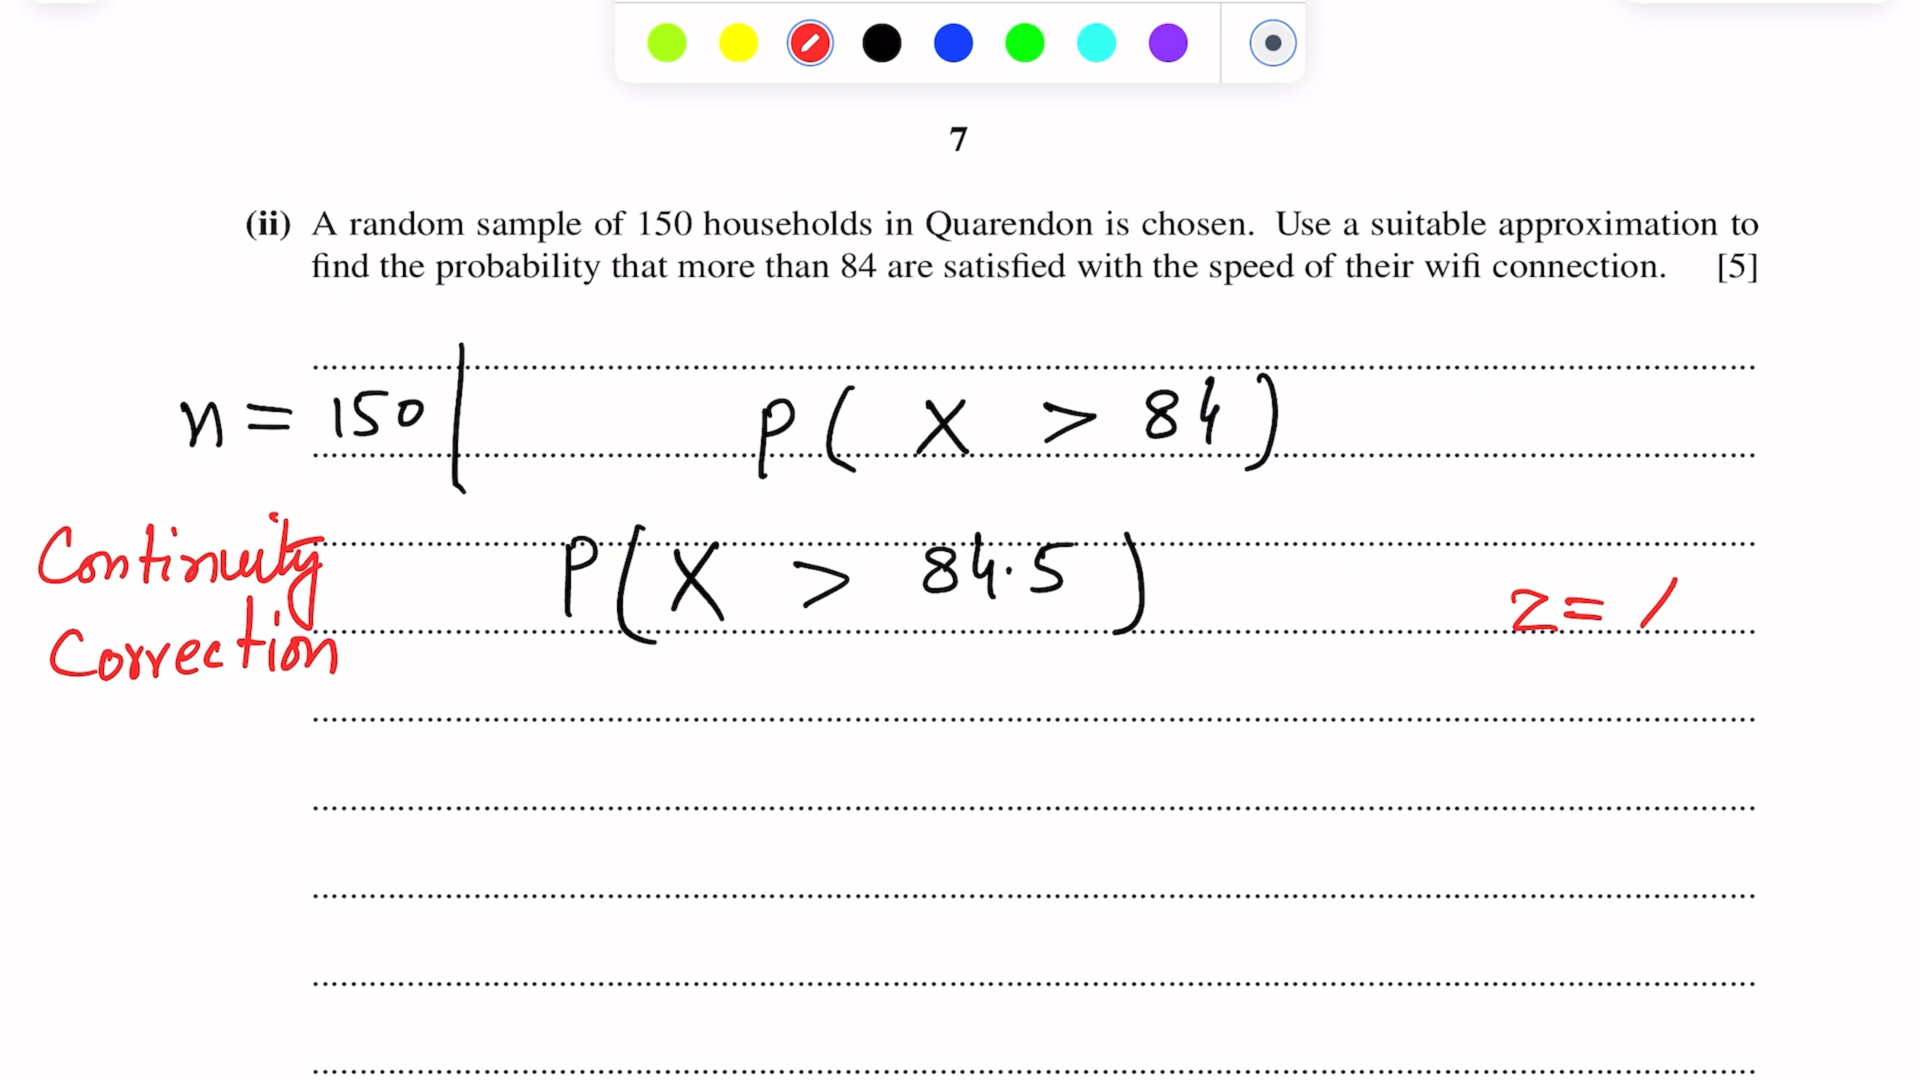 7
(ii) A random sample of 150 households in Quarendon is chosen. Use a suitable approximation to
find the probability that more than 84 are satisfied with the speed of their wifi connection. [5]
n = 150 P( X > 84 )
Continuity P( X > 84.5 )
Correction z =